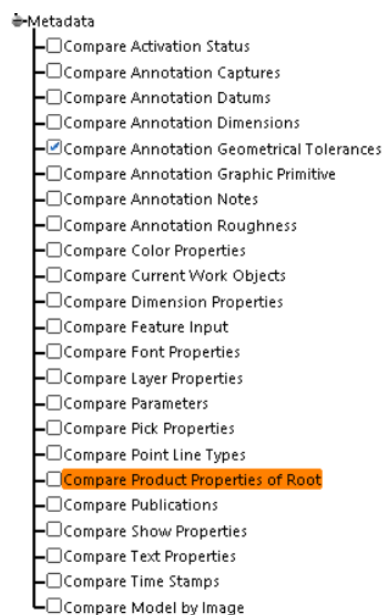 Metadata
Compare Activation Status
Compare Annotation Captures
Compare Annotation Datums
Compare Annotation Dimensions
Compare Annotation Geometrical Tolerances
Compare Annotation Graphic Primitive
Compare Annotation Notes
Compare Annotation Roughness
Compare Color Properties
Compare Current Work Objects
Compare Dimension Properties
Compare Feature Input
Compare Font Properties
Compare Layer Properties
Compare Parameters
Compare Pick Properties
Compare Point Line Types
Compare Product Properties of Root
Compare Publications
Compare Show Properties
Compare Text Properties
Compare Time Stamps
Compare Model by Image